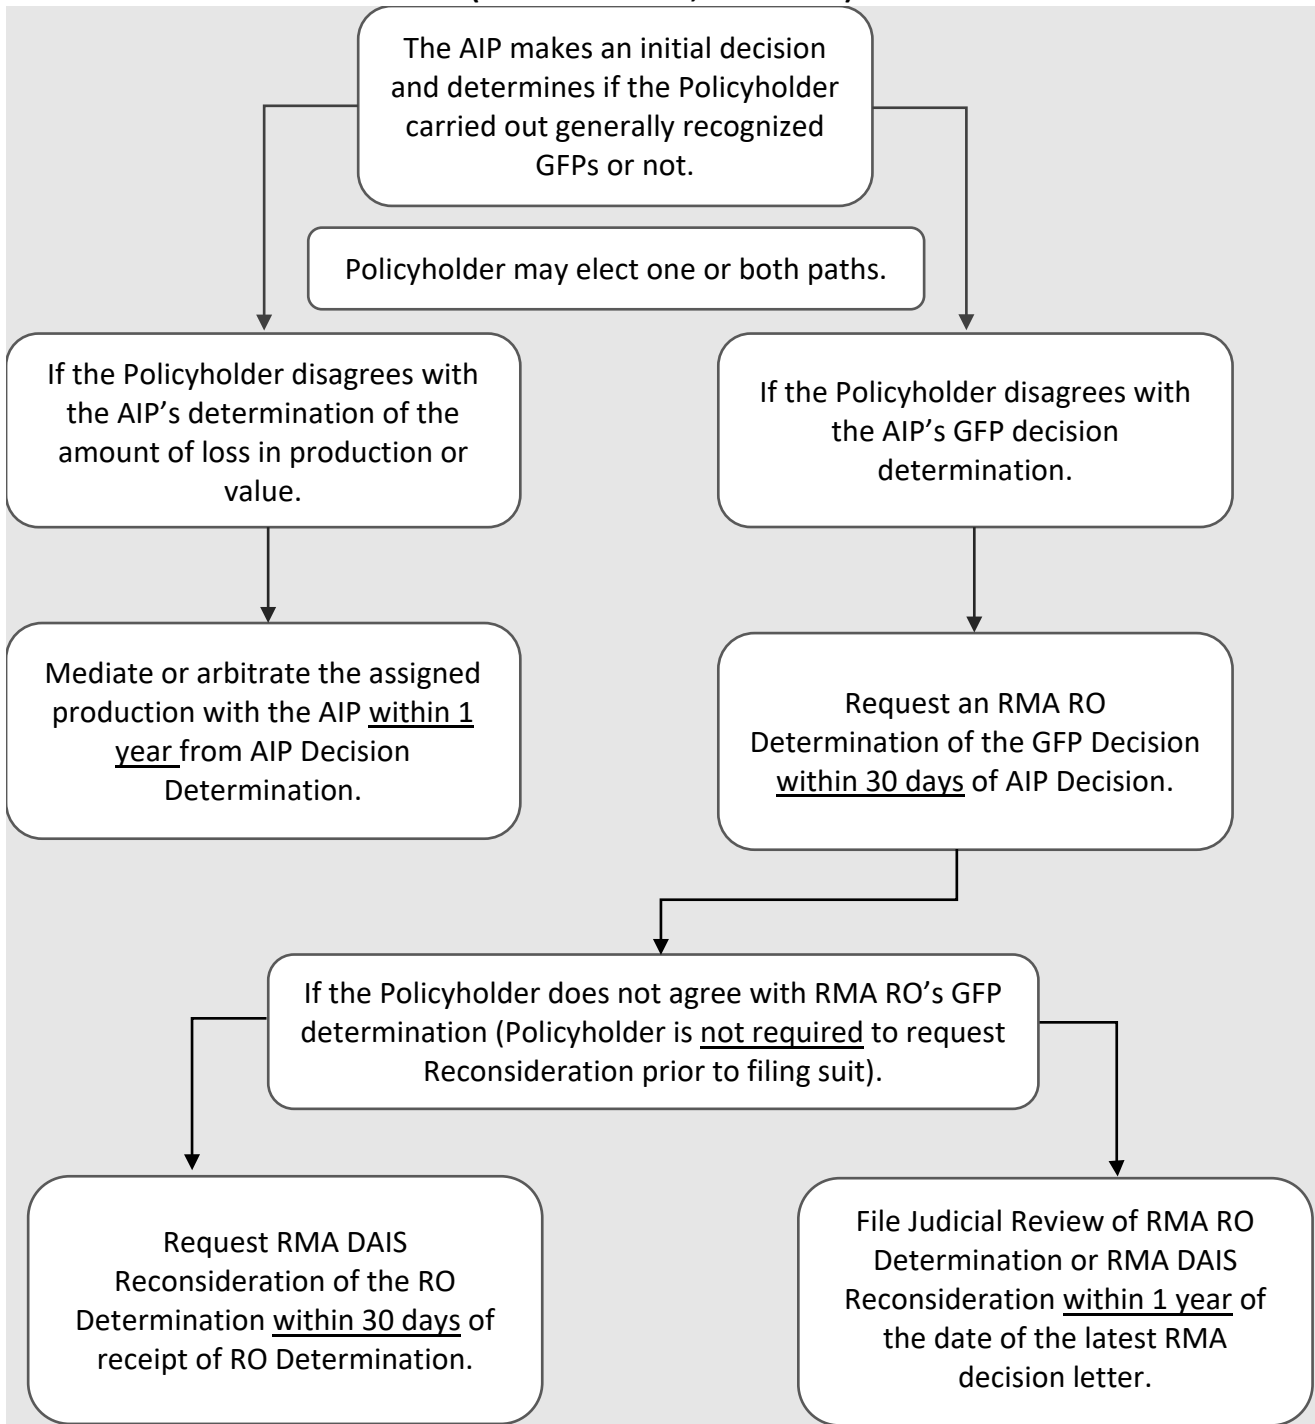 The AIP makes an initial decision
and determines if the Policyholder
carried out generally recognized
GFPs or not.
Policyholder may elect one or both paths.
If the Policyholder disagrees with
the AIP’s determination of the
amount of loss in production or
value.
If the Policyholder disagrees with
the AIP’s GFP decision
determination.
Mediate or arbitrate the assigned
production with the AIP within 1
year from AIP Decision
Determination.
Request an RMA RO
Determination of the GFP Decision
within 30 days of AIP Decision.
If the Policyholder does not agree with RMA RO’s GFP
determination (Policyholder is not required to request
Reconsideration prior to filing suit).
Request RMA DAIS
Reconsideration of the RO
Determination within 30 days of
receipt of RO Determination.
File Judicial Review of RMA RO
Determination or RMA DAIS
Reconsideration within 1 year of
the date of the latest RMA
decision letter.